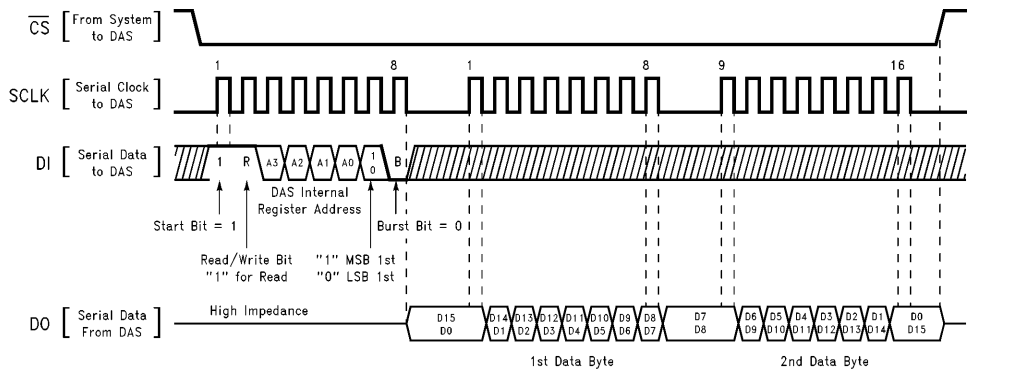 CS [ From System
to DAS
1 8 1 8 9 16
SCLK [ Serial Clock
to DAS
DI [ Serial Data
to DAS
1 R A3 A2 A1 A0 1 B
0
DAS Internal
Register Address
Start Bit = 1 Burst Bit = 0
Read/Write Bit "1" MSB 1st
"1" for Read "0" LSB 1st
DO [ Serial Data
From DAS
High Impedance
D15 D14 D13 D12 D11 D10 D9 D8 D7 D6 D5 D4 D3 D2 D1 D0
D0 D1 D2 D3 D4 D5 D6 D7 D8 D9 D10 D11 D12 D13 D14 D15
1st Data Byte 2nd Data Byte